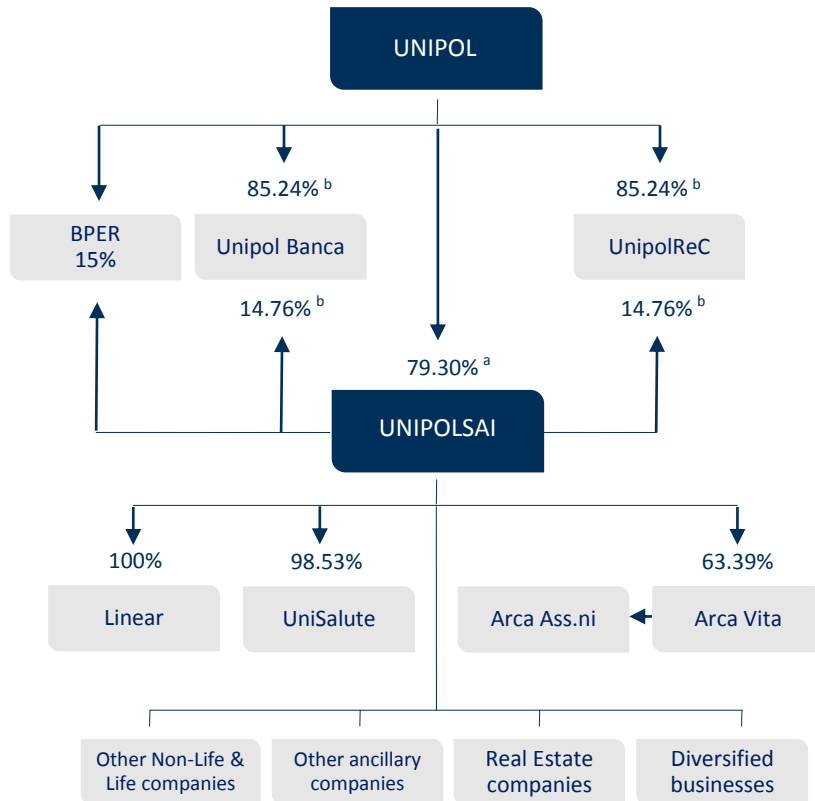 UNIPOL
85.24% b
85.24% b
BPER
15%
Unipol Banca
UnipolReC
14.76% b
14.76% b
79.30% a
UNIPOLSAI
100%
98.53%
63.39%
Linear
UniSalute
Arca Ass.ni
Arca Vita
Other Non-Life &
Life companies
Other ancillary
companies
Real Estate
companies
Diversified
businesses